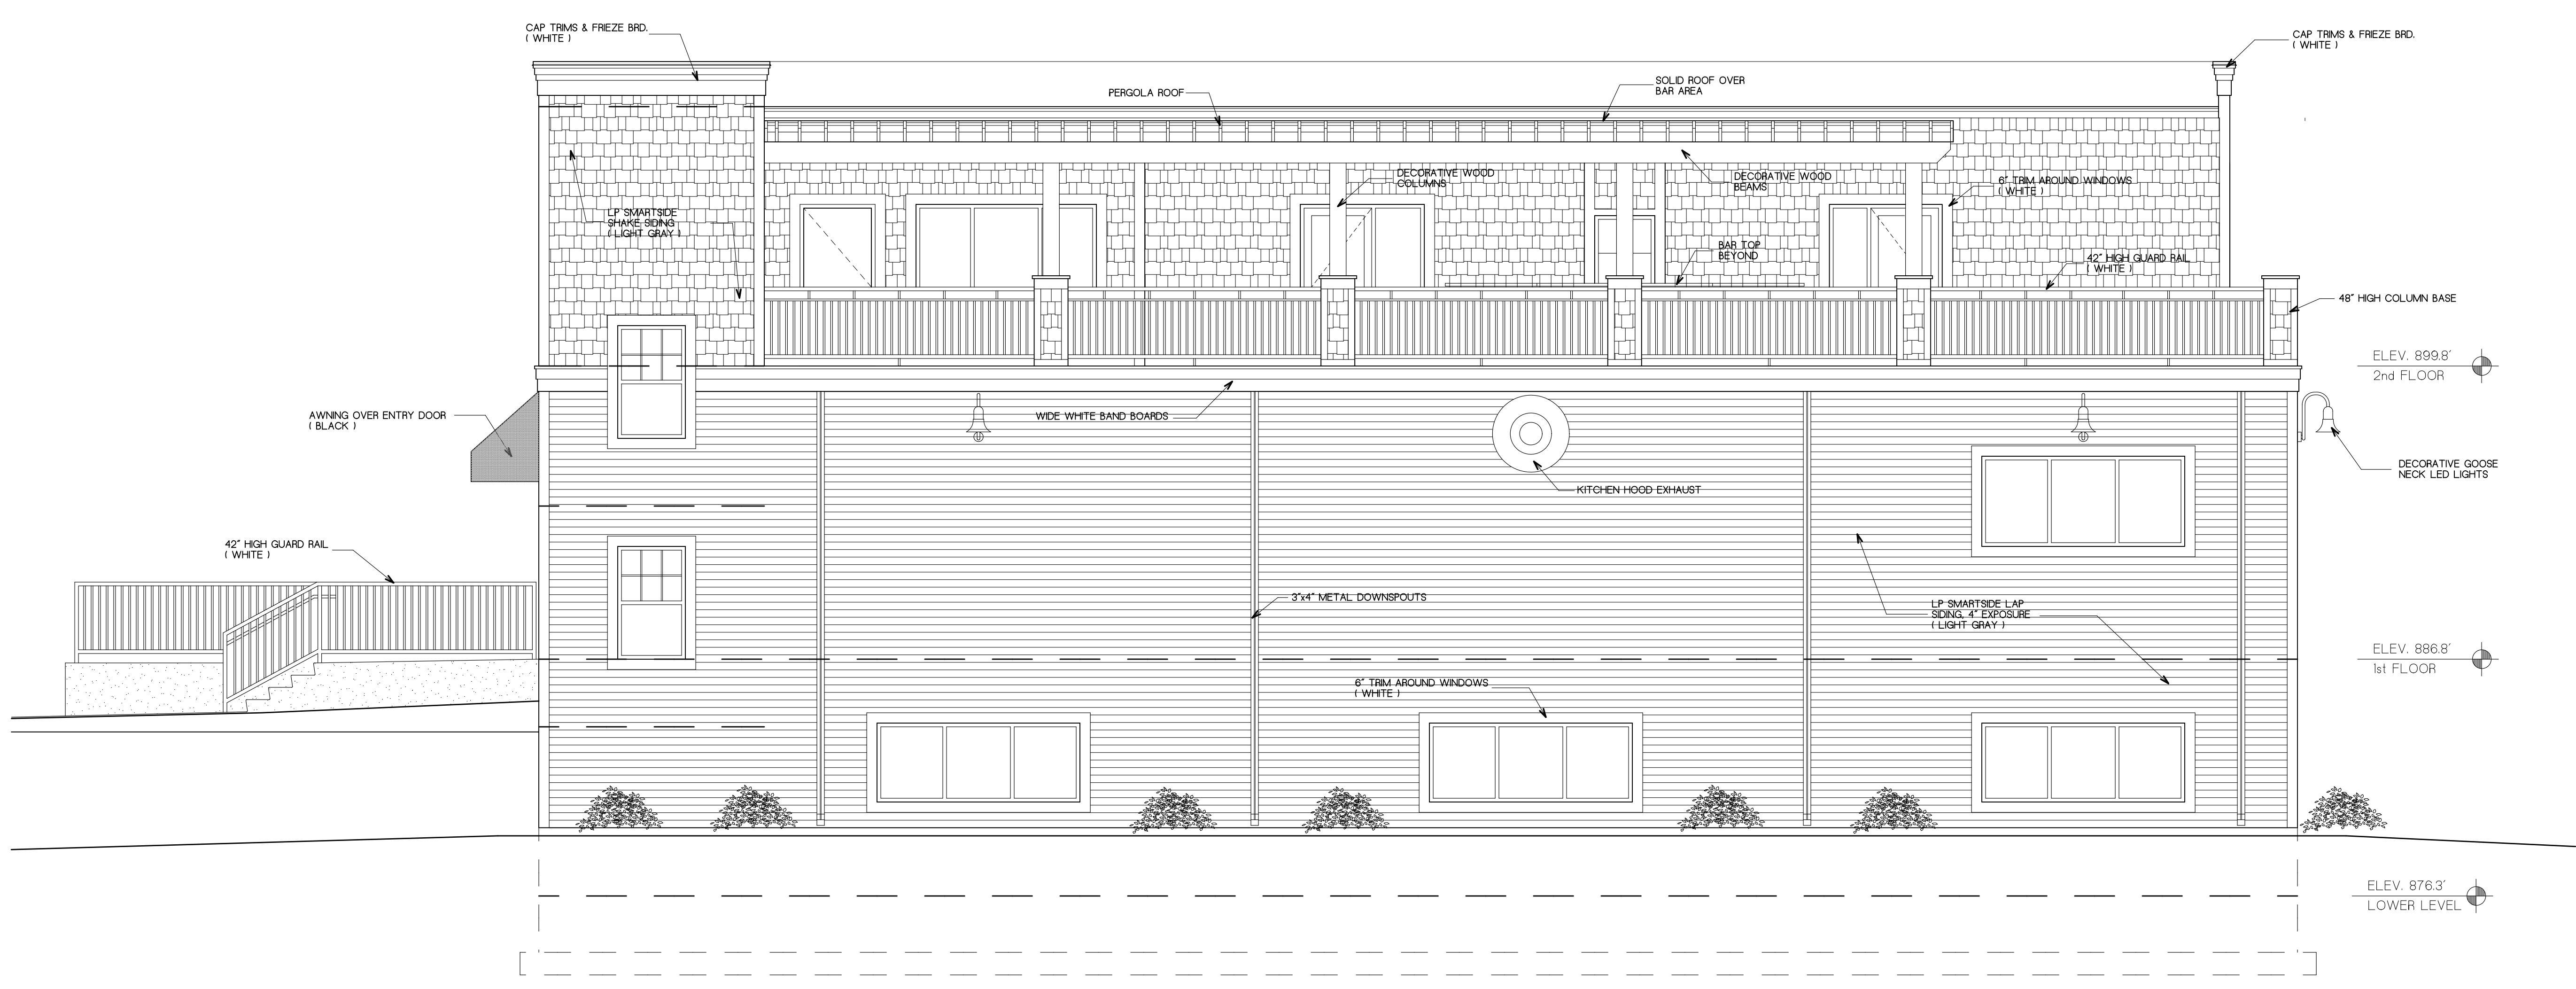 CAP TRIMS & FRIEZE BRD.
( WHITE )
CAP TRIMS & FRIEZE BRD.
( WHITE )
PERGOLA ROOF
SOLID ROOF OVER
BAR AREA
DECORATIVE WOOD
COLUMNS
DECORATIVE WOOD
BEAMS
6" TRIM AROUND WINDOWS
( WHITE )
LP SMARTSIDE
SHAKE SIDING
( LIGHT GRAY )
BAR TOP
BEYOND
42" HIGH GUARD RAIL
( WHITE )
48" HIGH COLUMN BASE
ELEV. 899.8'
2nd FLOOR
AWNING OVER ENTRY DOOR
( BLACK )
WIDE WHITE BAND BOARDS
KITCHEN HOOD EXHAUST
DECORATIVE GOOSE
NECK LED LIGHTS
42" HIGH GUARD RAIL
( WHITE )
3"x4" METAL DOWNSPOUTS
LP SMARTSIDE LAP
SIDING, 4" EXPOSURE
( LIGHT GRAY )
ELEV. 886.8'
1st FLOOR
6" TRIM AROUND WINDOWS
( WHITE )
ELEV. 876.3'
LOWER LEVEL